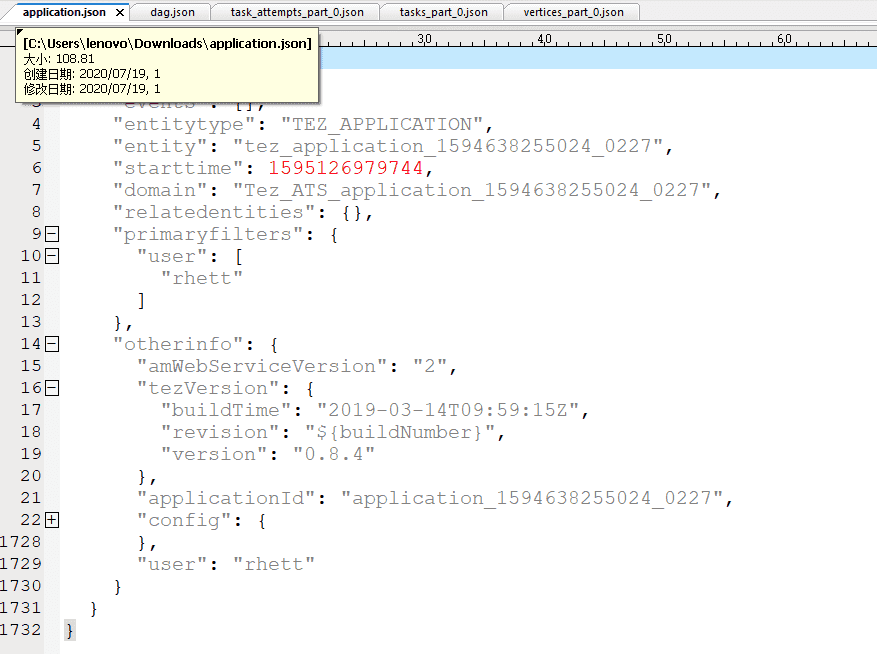 application.json
dag.json
task_attempts_part_0.json
tasks_part_0.json
vertices_part_0.json
[C:\Users\lenovo\Downloads\application.json]
大小: 108.81
创建日期: 2020/07/19, 1
修改日期: 2020/07/19, 1
3,0 4,0 5,0 6,0
3 "events": [],
4 "entitytype": "TEZ_APPLICATION",
5 "entity": "tez_application_1594638255024_0227",
6 "starttime": 1595126979744,
7 "domain": "Tez_ATS_application_1594638255024_0227",
8 "relatedentities": {},
9 "primaryfilters": {
10 "user": [
11 "rhett"
12 ]
13 },
14 "otherinfo": {
15 "amWebServiceVersion": "2",
16 "tezVersion": {
17 "buildTime": "2019-03-14T09:59:15Z",
18 "revision": "${buildNumber}",
19 "version": "0.8.4"
20 },
21 "applicationId": "application_1594638255024_0227",
22 "config": {
1728 },
1729 "user": "rhett"
1730 }
1731 }
1732 }